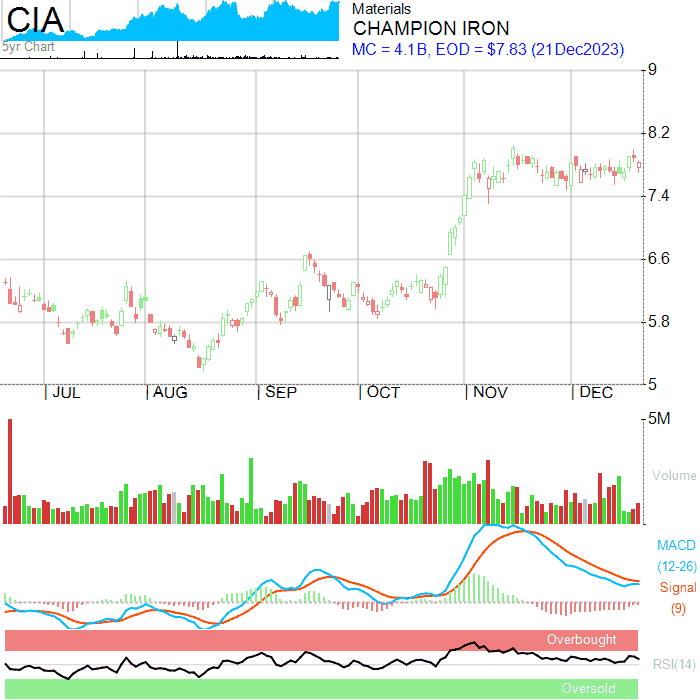 CIA
5yr Chart
Materials
CHAMPION IRON
MC = 4.1B, EOD = $7.83 (21Dec2023)
9
8.2
7.4
6.6
5.8
5
JUL AUG SEP OCT NOV DEC
5M
Volume
MACD
(12-26)
Signal
(9)
Overbought
RSI(14)
Oversold